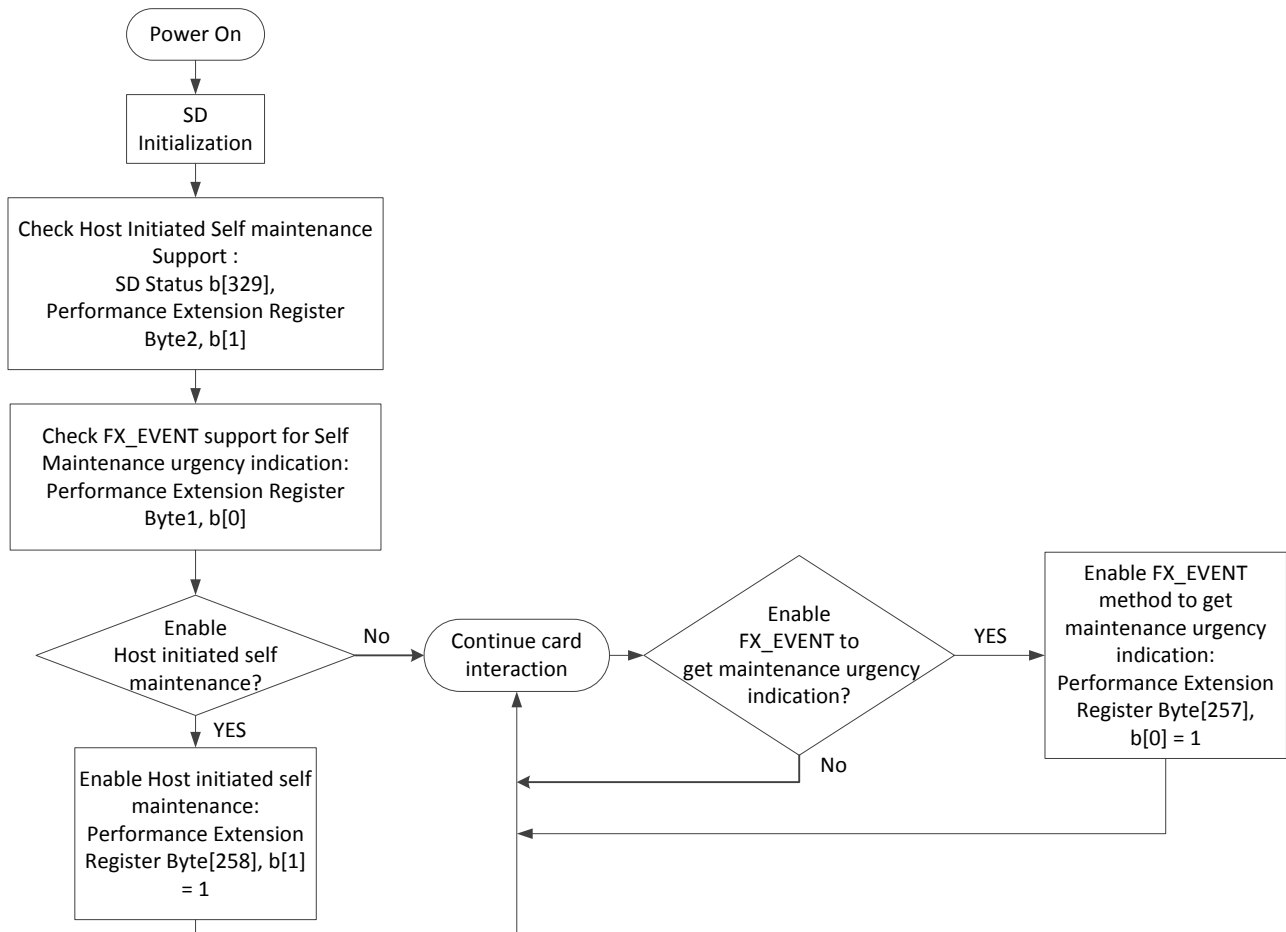 Power On
SD
Initialization
Check Host Initiated Self maintenance
Support :
SD Status b[329],
Performance Extension Register
Byte2, b[1]
Check FX_EVENT support for Self
Maintenance urgency indication:
Performance Extension Register
Byte1, b[0]
Enable
Host initiated self
maintenance?
No
YES
Enable Host initiated self
maintenance:
Performance Extension
Register Byte[258], b[1]
= 1
Continue card
interaction
Enable
FX_EVENT to
get maintenance urgency
indication?
YES
No
Enable FX_EVENT
method to get
maintenance urgency
indication:
Performance Extension
Register Byte[257],
b[0] = 1